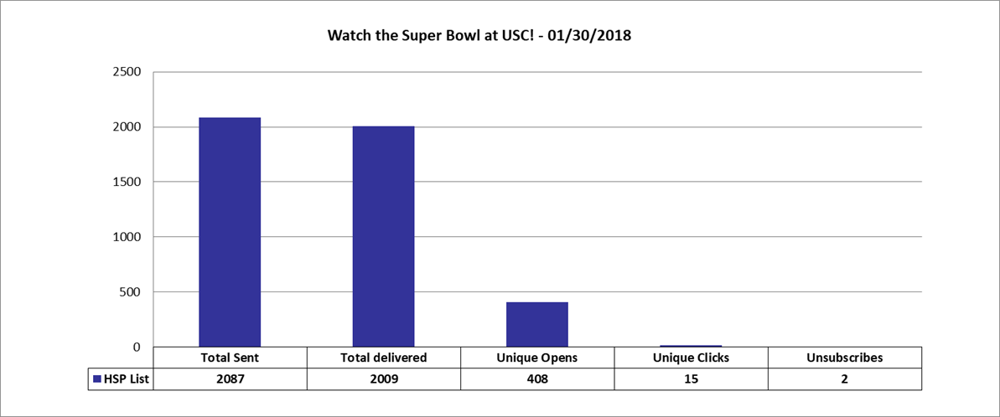 Watch the Super Bowl at USC! - 01/30/2018
2500
2000
1500
1000
500
0
Total Sent Total delivered Unique Opens Unique Clicks Unsubscribes
HSP List 2087 2009 408 15 2